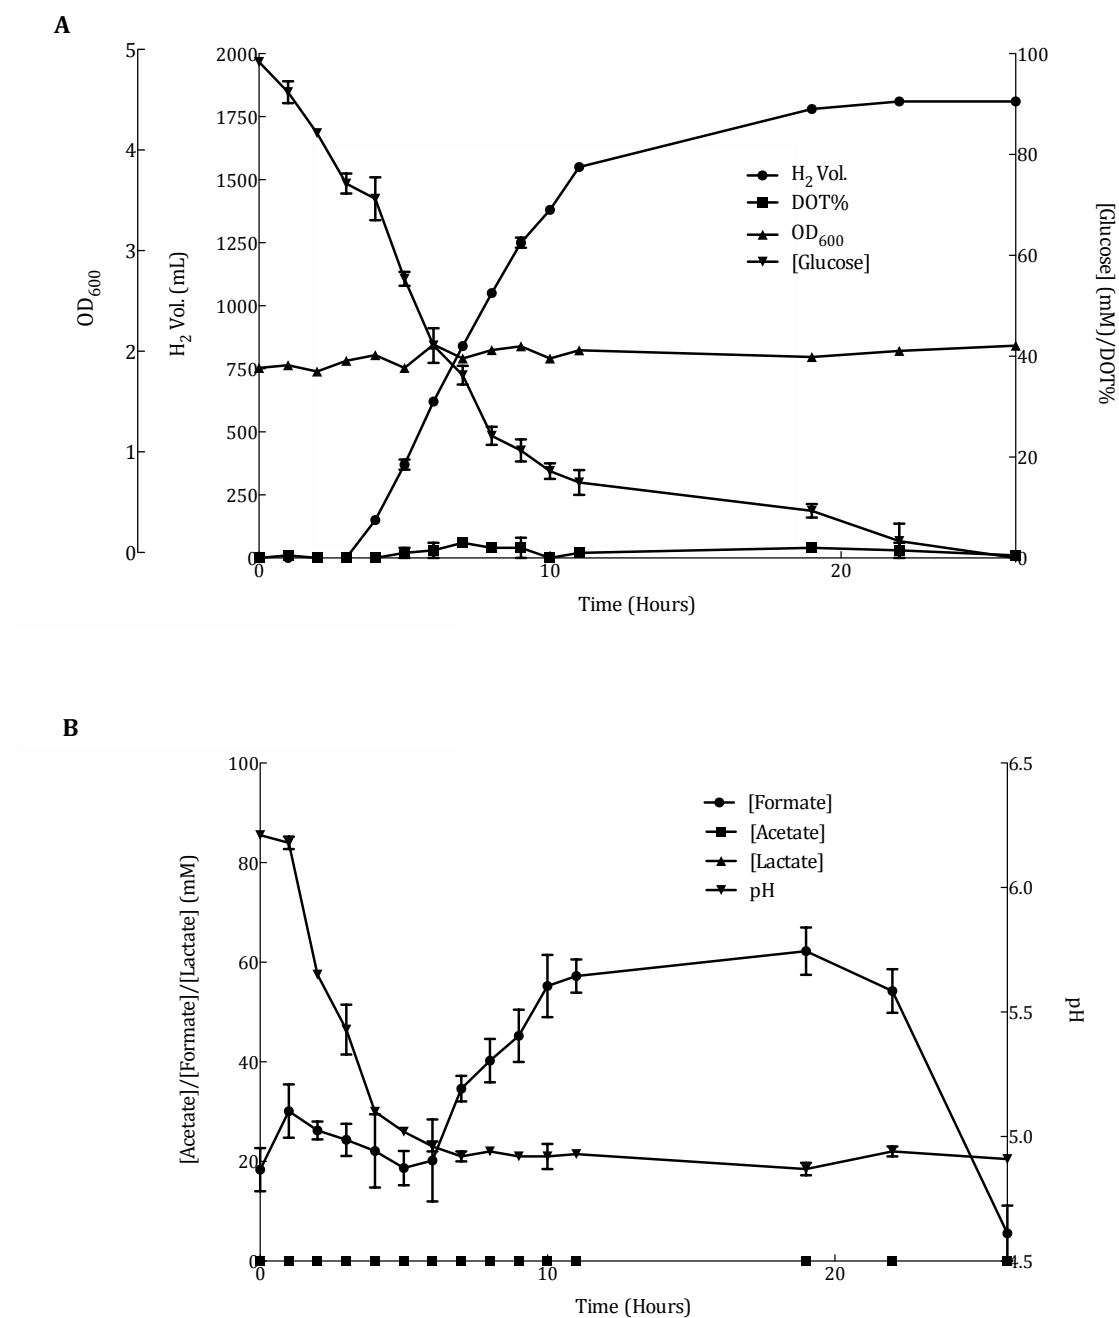 A
5
4
3
2
1
0
OD600
2000
1750
1500
1250
1000
750
500
250
0
H2 Vol. (mL)
100
80
60
40
20
0
[Glucose] (mM)/DOT%
H2 Vol.
DOT%
OD600
[Glucose]
0 10 20
Time (Hours)
B
100
80
60
40
20
0
[Acetate]/[Formate]/[Lactate] (mM)
6.5
6.0
5.5
5.0
4.5
pH
[Formate]
[Acetate]
[Lactate]
pH
0 10 20
Time (Hours)